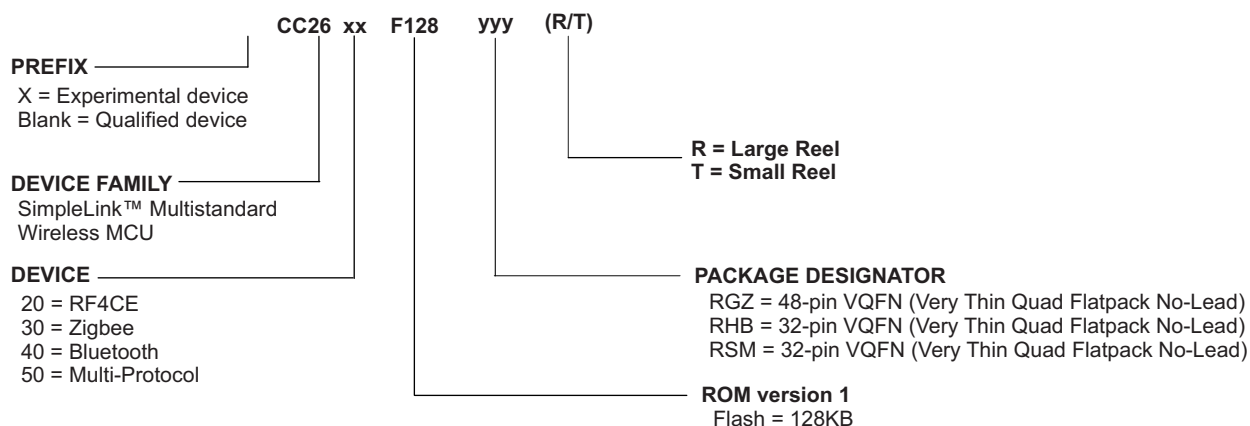 CC26 xx F128 yyy (R/T)
PREFIX
X = Experimental device
Blank = Qualified device
R = Large Reel
T = Small Reel
DEVICE FAMILY
SimpleLink™ Multistandard
Wireless MCU
DEVICE
20 = RF4CE
30 = Zigbee
40 = Bluetooth
50 = Multi-Protocol
PACKAGE DESIGNATOR
RGZ = 48-pin VQFN (Very Thin Quad Flatpack No-Lead)
RHB = 32-pin VQFN (Very Thin Quad Flatpack No-Lead)
RSM = 32-pin VQFN (Very Thin Quad Flatpack No-Lead)
ROM version 1
Flash = 128KB